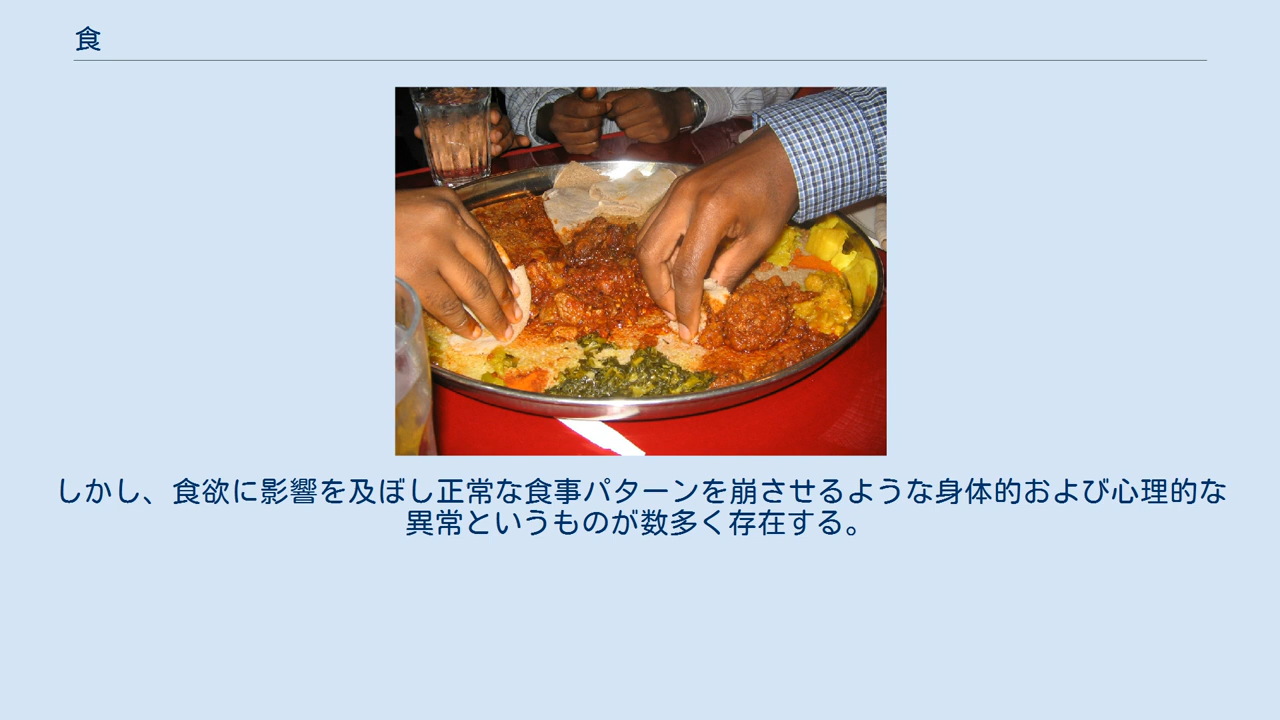 食
しかし、食欲に影響を及ぼし正常な食事パターンを崩させるような身体的および心理的な
異常というものが数多く存在する。